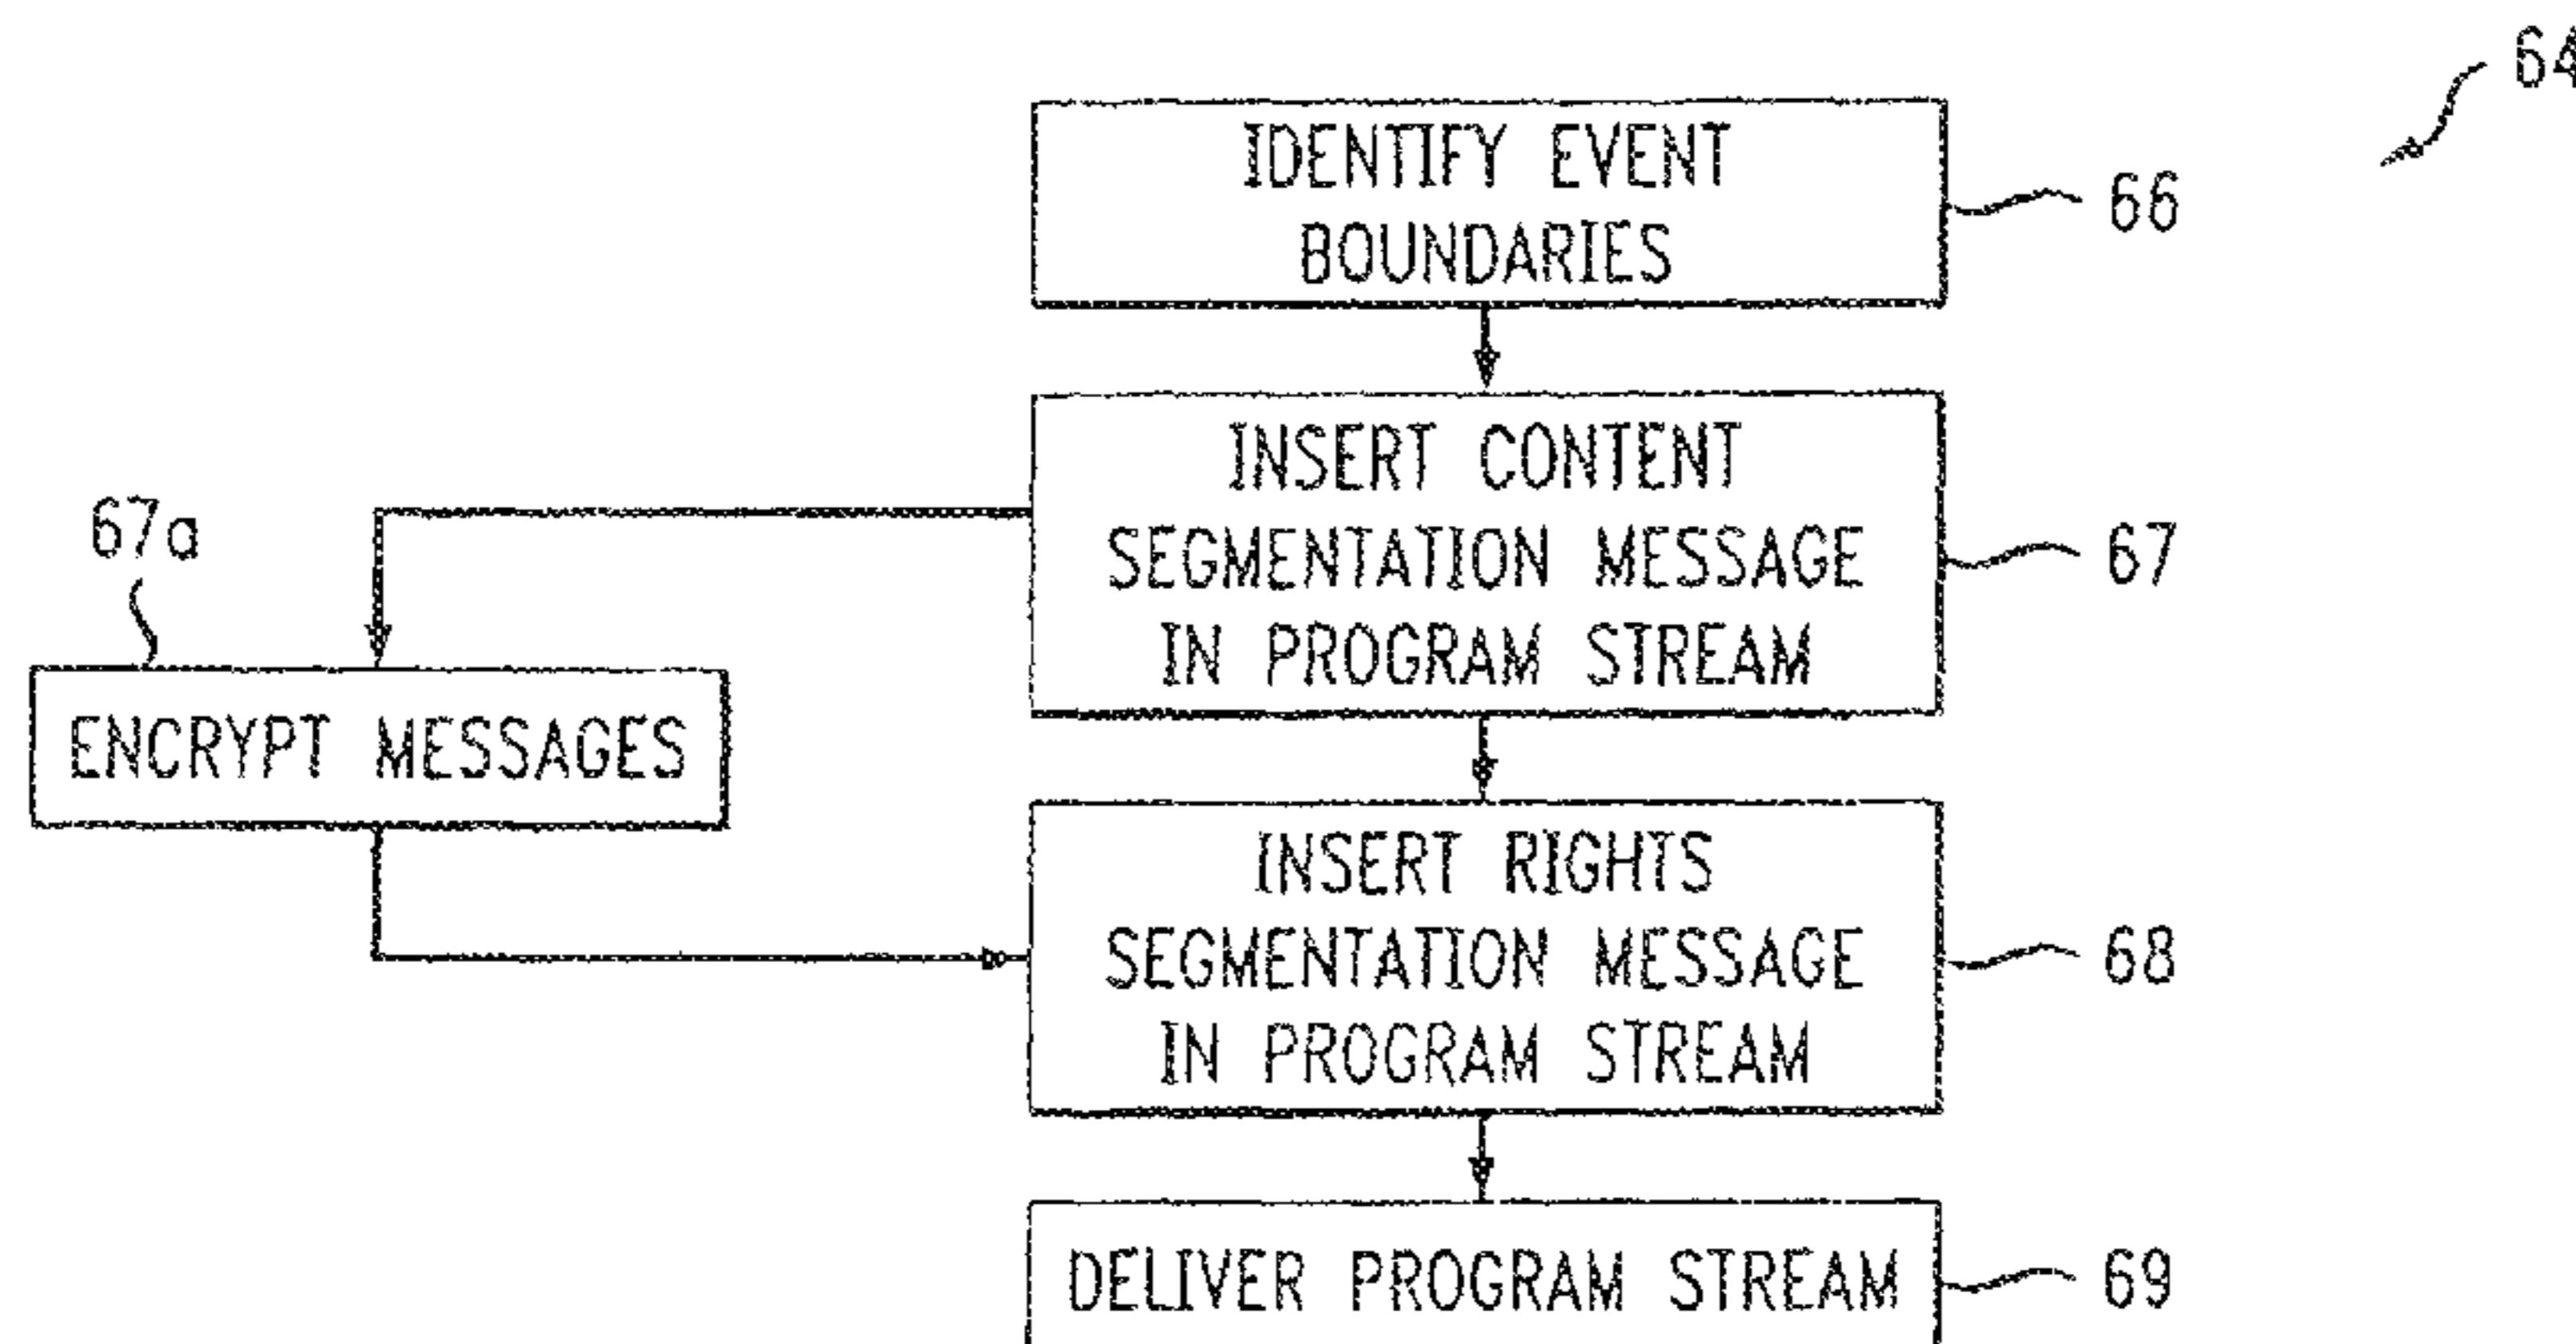 64
IDENTIFY EVENT
BOUNDARIES
66
INSERT CONTENT
SEGMENTATION MESSAGE
IN PROGRAM STREAM
67
67a
ENCRYPT MESSAGES
INSERT RIGHTS
SEGMENTATION MESSAGE
IN PROGRAM STREAM
68
DELIVER PROGRAM STREAM
69